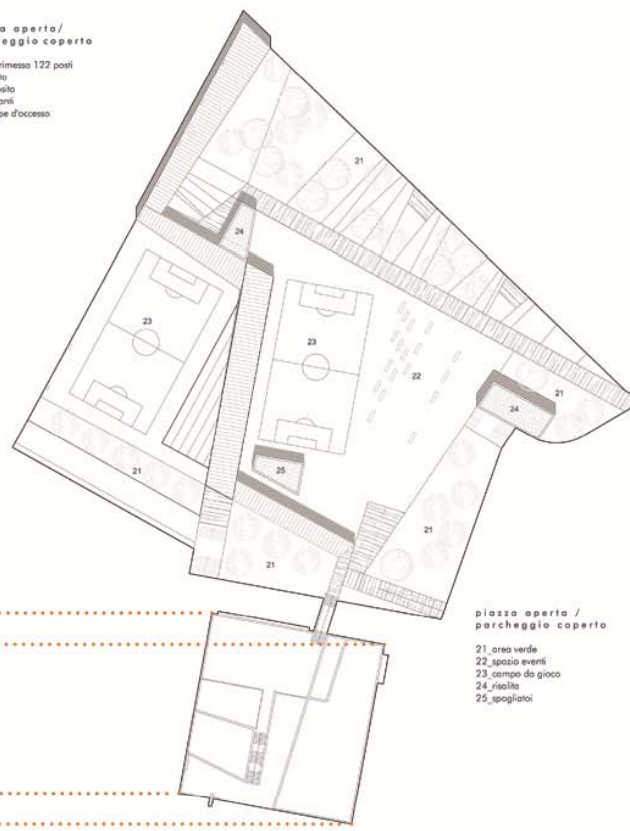 a aperta/
eggio coperto
rimessa 122 posti
to
osito
anti
pe d'accesso
21
24
23
23
22
21
24
25
21
21
21
piazza aperta /
parcheggio coperto
21_area verde
22_spazio eventi
23_campo da gioco
24_risalita
25_spogliatoi